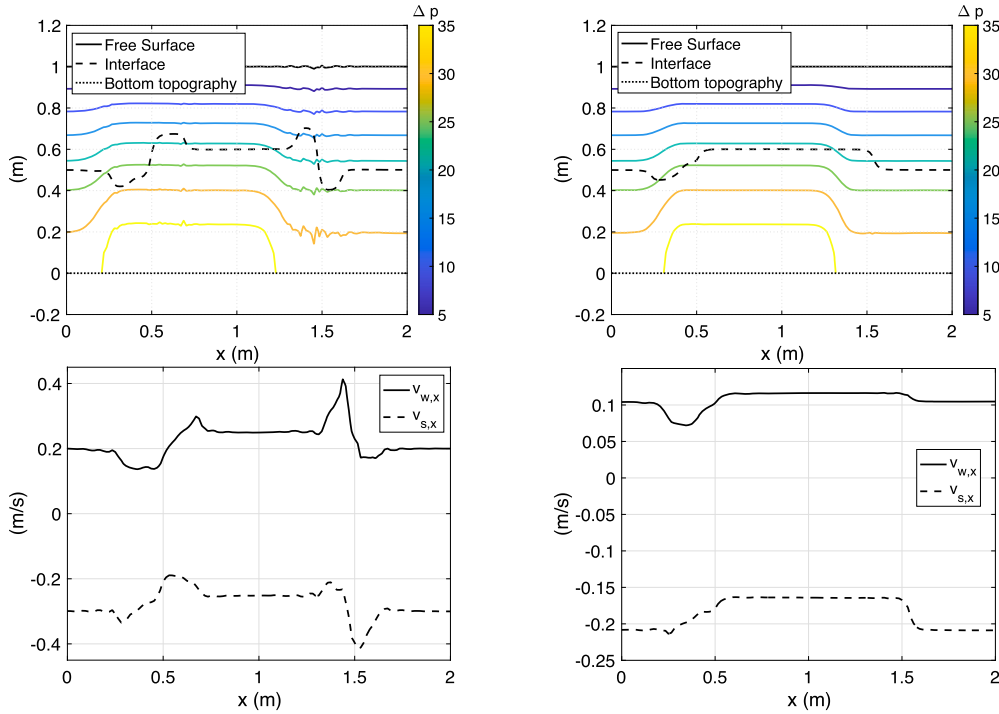 Δ p
1.2
1
0.8
0.6
0.4
0.2
0
-0.2
(m)
Free Surface
Interface
Bottom topography
0 0.5 1 1.5 2
x (m)
35
30
25
20
15
10
5
Δ p
1.2
1
0.8
0.6
0.4
0.2
0
-0.2
(m)
Free Surface
Interface
Bottom topography
0 0.5 1 1.5 2
x (m)
35
30
25
20
15
10
5
0.4
0.2
0
-0.2
-0.4
(m/s)
v_{w,x}
v_{s,x}
0 0.5 1 1.5 2
x (m)
0.1
0.05
0
-0.05
-0.1
-0.15
-0.2
-0.25
(m/s)
v_{w,x}
v_{s,x}
0 0.5 1 1.5 2
x (m)